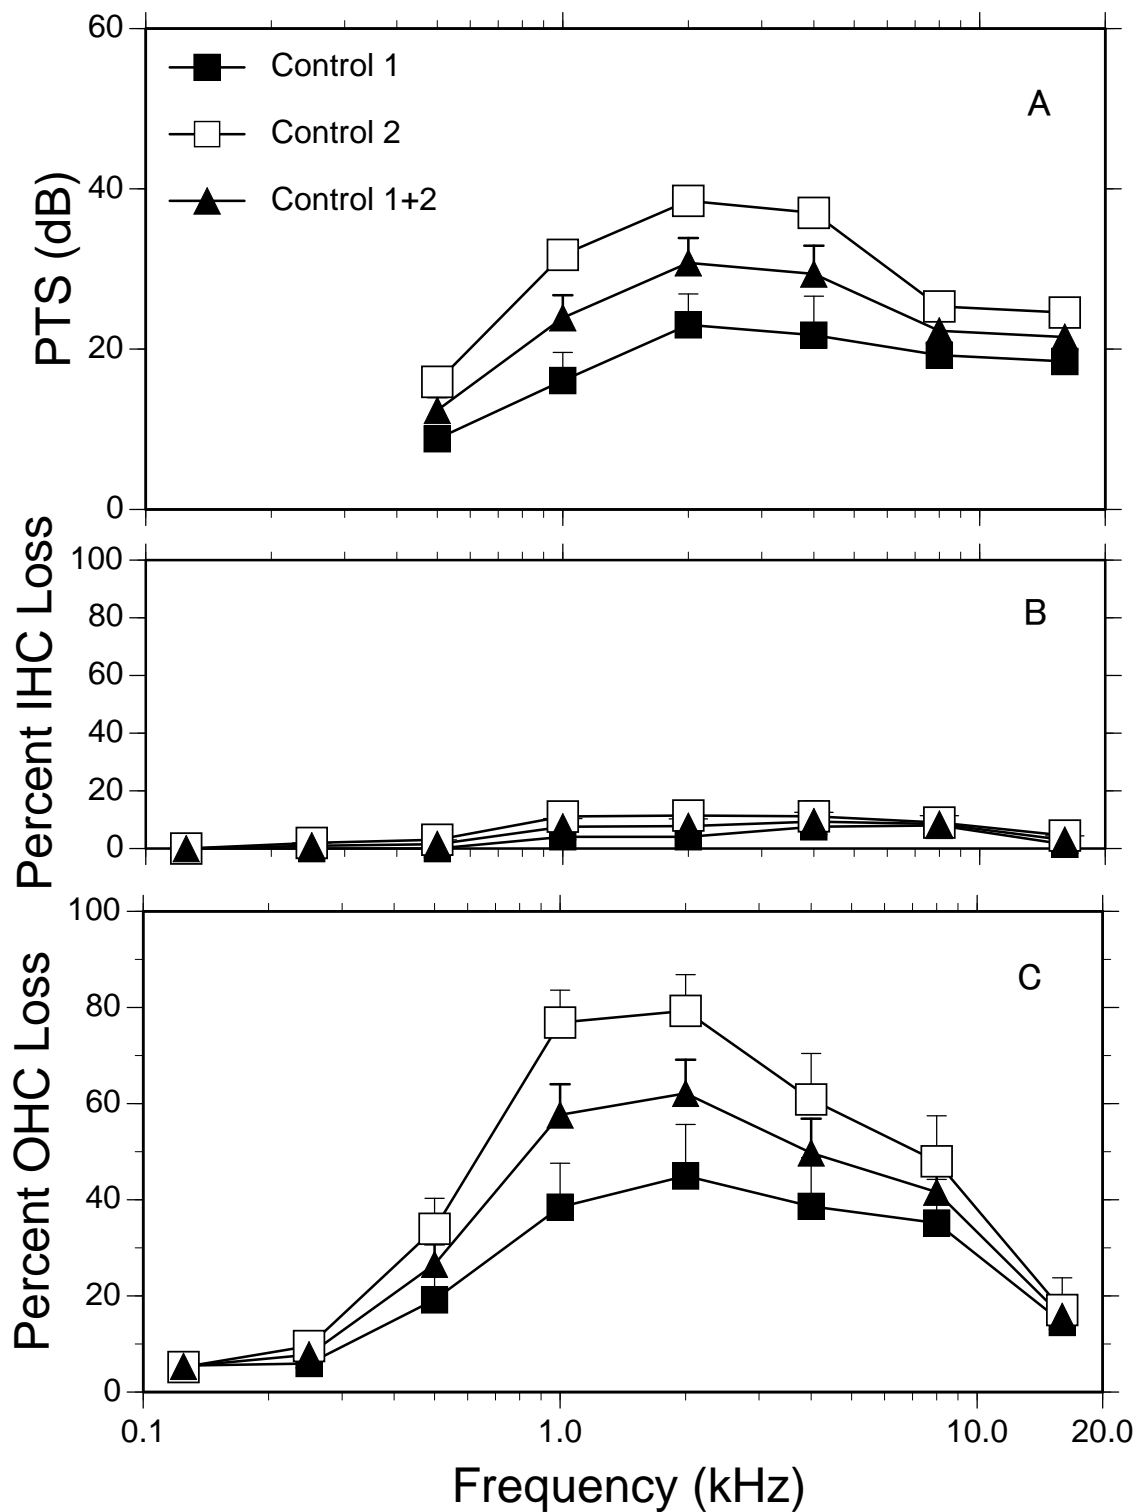 60
Control 1
A
Control 2
40
Control 1+2
PTS (dB)
20
0
100
B
80
60
Percent IHC Loss
40
20
0
100
C
80
60
Percent OHC Loss
40
20
0
0.1
1.0
10.0
20.0
Frequency (kHz)